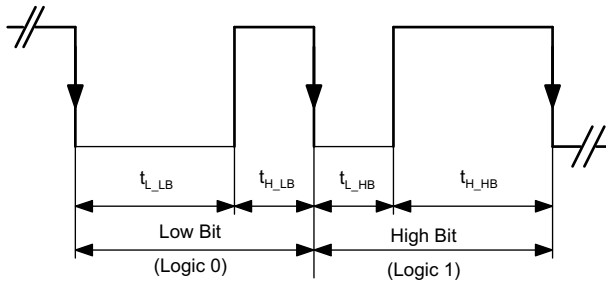 t_L_LB t_H_LB t_L_HB t_H_HB
Low Bit High Bit
(Logic 0) (Logic 1)